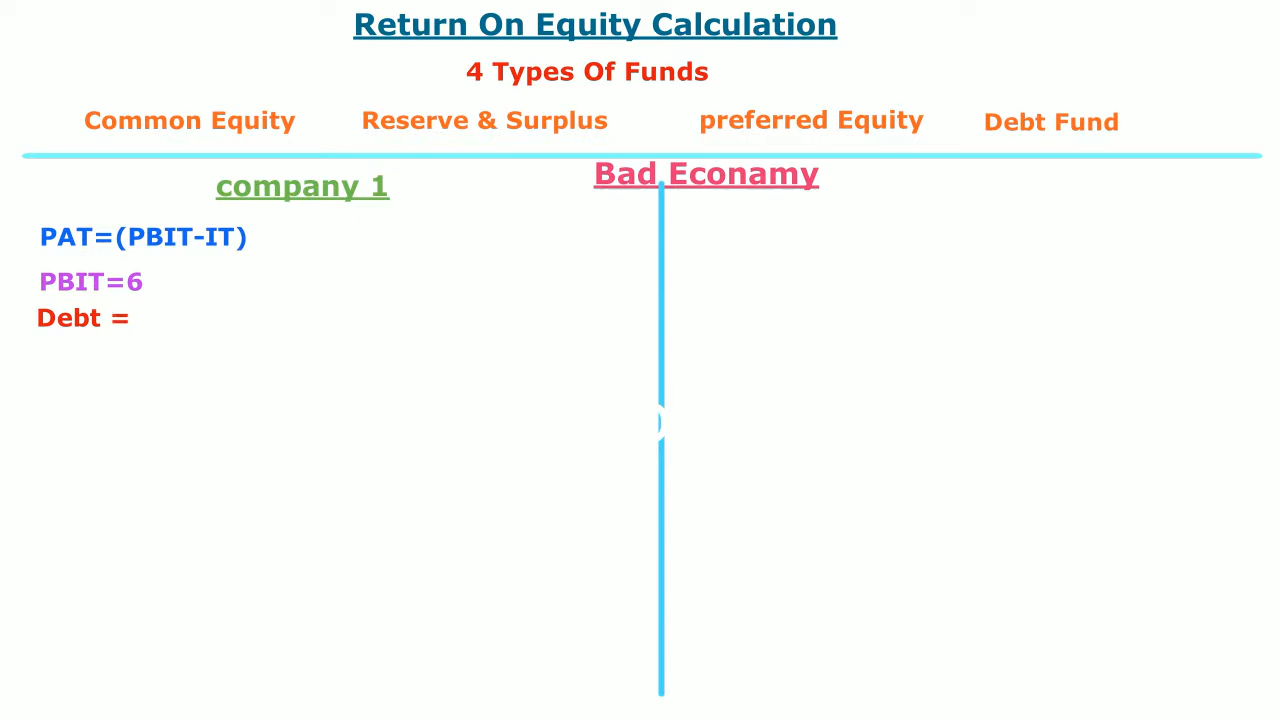 Return On Equity Calculation
4 Types Of Funds
Common Equity Reserve & Surplus preferred Equity Debt Fund
Bad Econamy
company 1
PAT=(PBIT-IT)
PBIT=6
Debt =